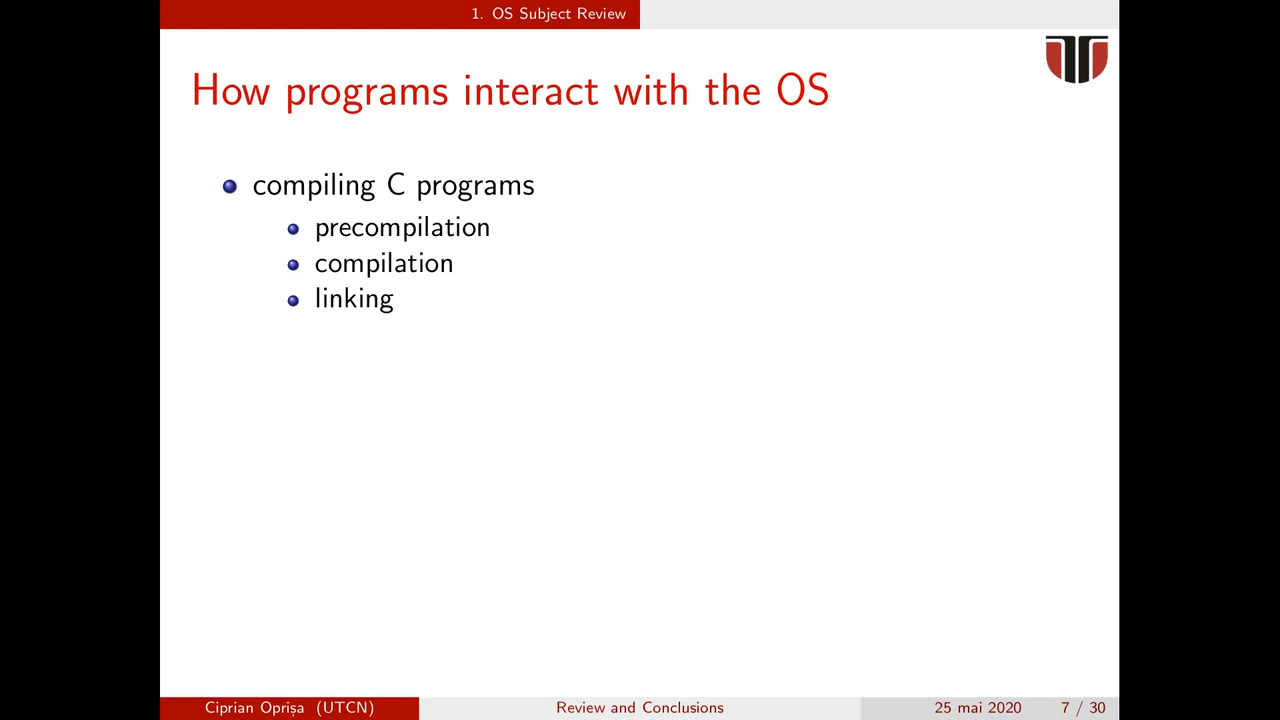 1. OS Subject Review
How programs interact with the OS
compiling C programs
precompilation
compilation
linking
Ciprian Oprișa (UTCN)
Review and Conclusions
25 mai 2020
7 / 30